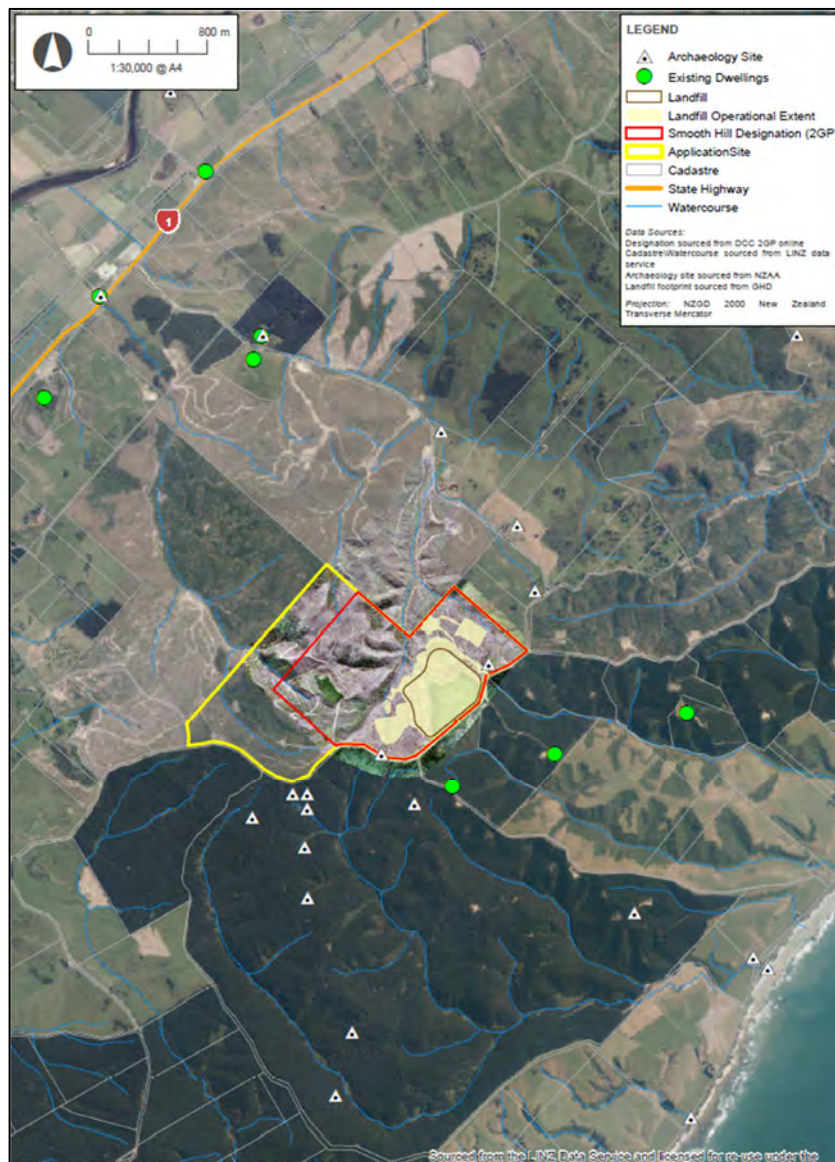 0 800 m
1:30,000 @ A4
LEGEND
Archaeology Site
Existing Dwellings
Landfill
Landfill Operational Extent
Smooth Hill Designation (2GP
ApplicationSite
Cadastre
State Highway
Watercourse
Data Sources:
Designation sourced from DCC 2GP online
Cadastre\Watercourse sourced from LINZ data
service
Archaeology site sourced from NZAA
Landfill footprint sourced from GHD
Projection: NZGD 2000 New Zealand
Transverse Mercator
1
Sourced from the LINZ Data Service and licensed for re-use under the